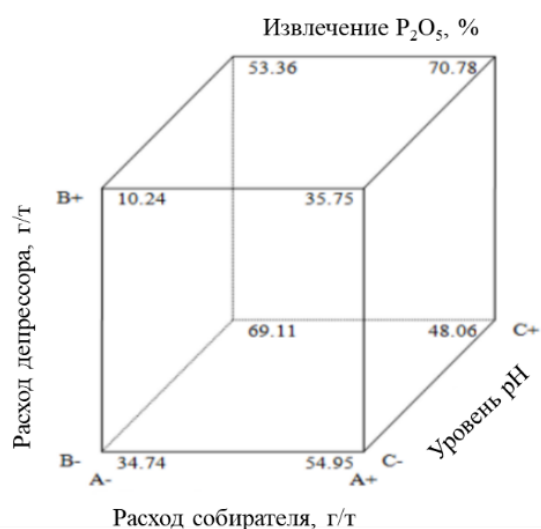 Извлечение P₂O₅, %
53.36 70.78
B+ 10.24 35.75
Расход депрессора, г/т
69.11 48.06 C+
Уровень pH
B- 34.74 54.95 C-
A- A+
Расход собирателя, г/т